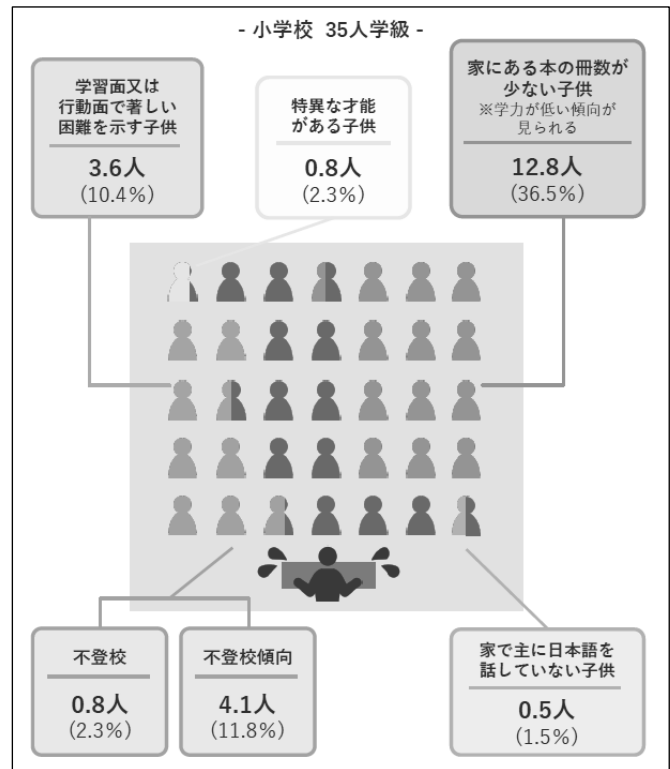 - 小学校 35人学級 -
学習面又は
行動面で著しい
困難を示す子供
3.6人
(10.4%)
特異な才能
がある子供
0.8人
(2.3%)
家にある本の冊数が
少ない子供
※学力が低い傾向が
見られる
12.8人
(36.5%)
不登校
0.8人
(2.3%)
不登校傾向
4.1人
(11.8%)
家で主に日本語を
話していない子供
0.5人
(1.5%)